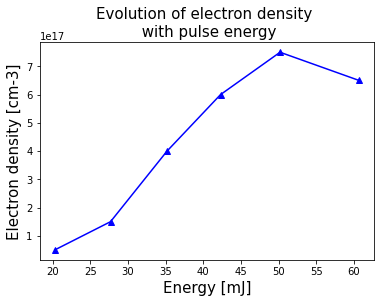 Evolution of electron density
with pulse energy
1e17
7
6
5
4
3
2
1
Electron density [cm-3]
20 25 30 35 40 45 50 55 60
Energy [mJ]